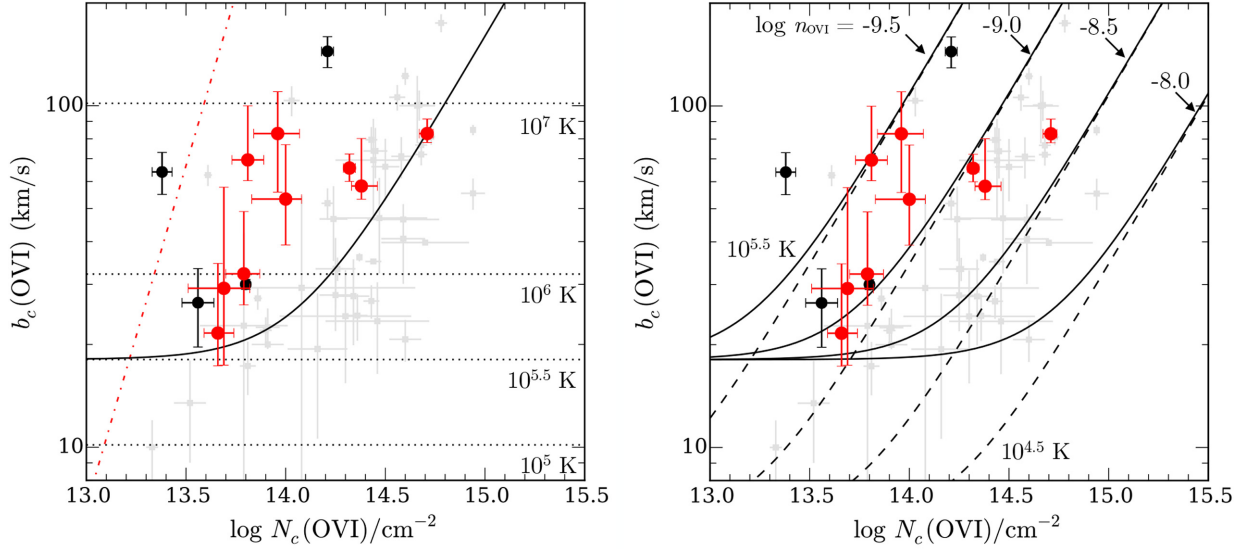 100
10
b_c(OVI) (km/s)
10^7 K
10^6 K
10^5.5 K
10^5 K
13.0 13.5 14.0 14.5 15.0
log N_c(OVI)/cm^−2
100
10
b_c(OVI) (km/s)
log n_OVI = -9.5
-9.0
-8.5
-8.0
10^5.5 K
10^4.5 K
13.0 13.5 14.0 14.5 15.0 15.5
log N_c(OVI)/cm^−2